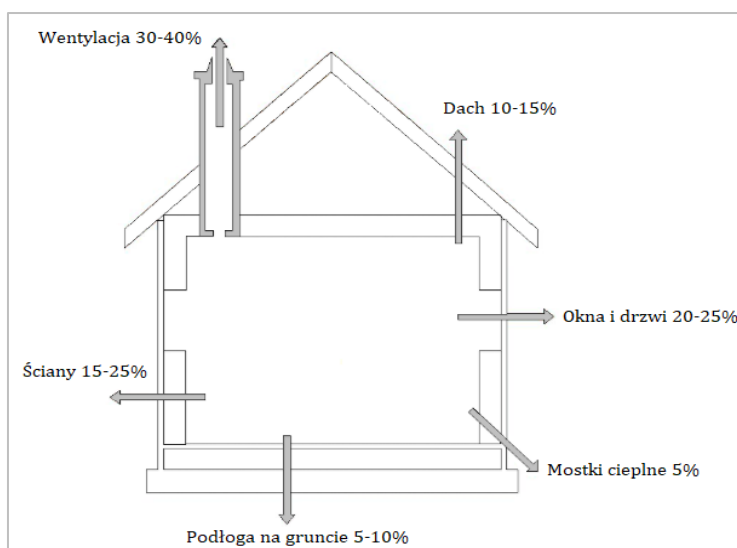 Wentylacja 30-40%
Dach 10-15%
Okna i drzwi 20-25%
Ściany 15-25%
Mostki cieplne 5%
Podłoga na gruncie 5-10%